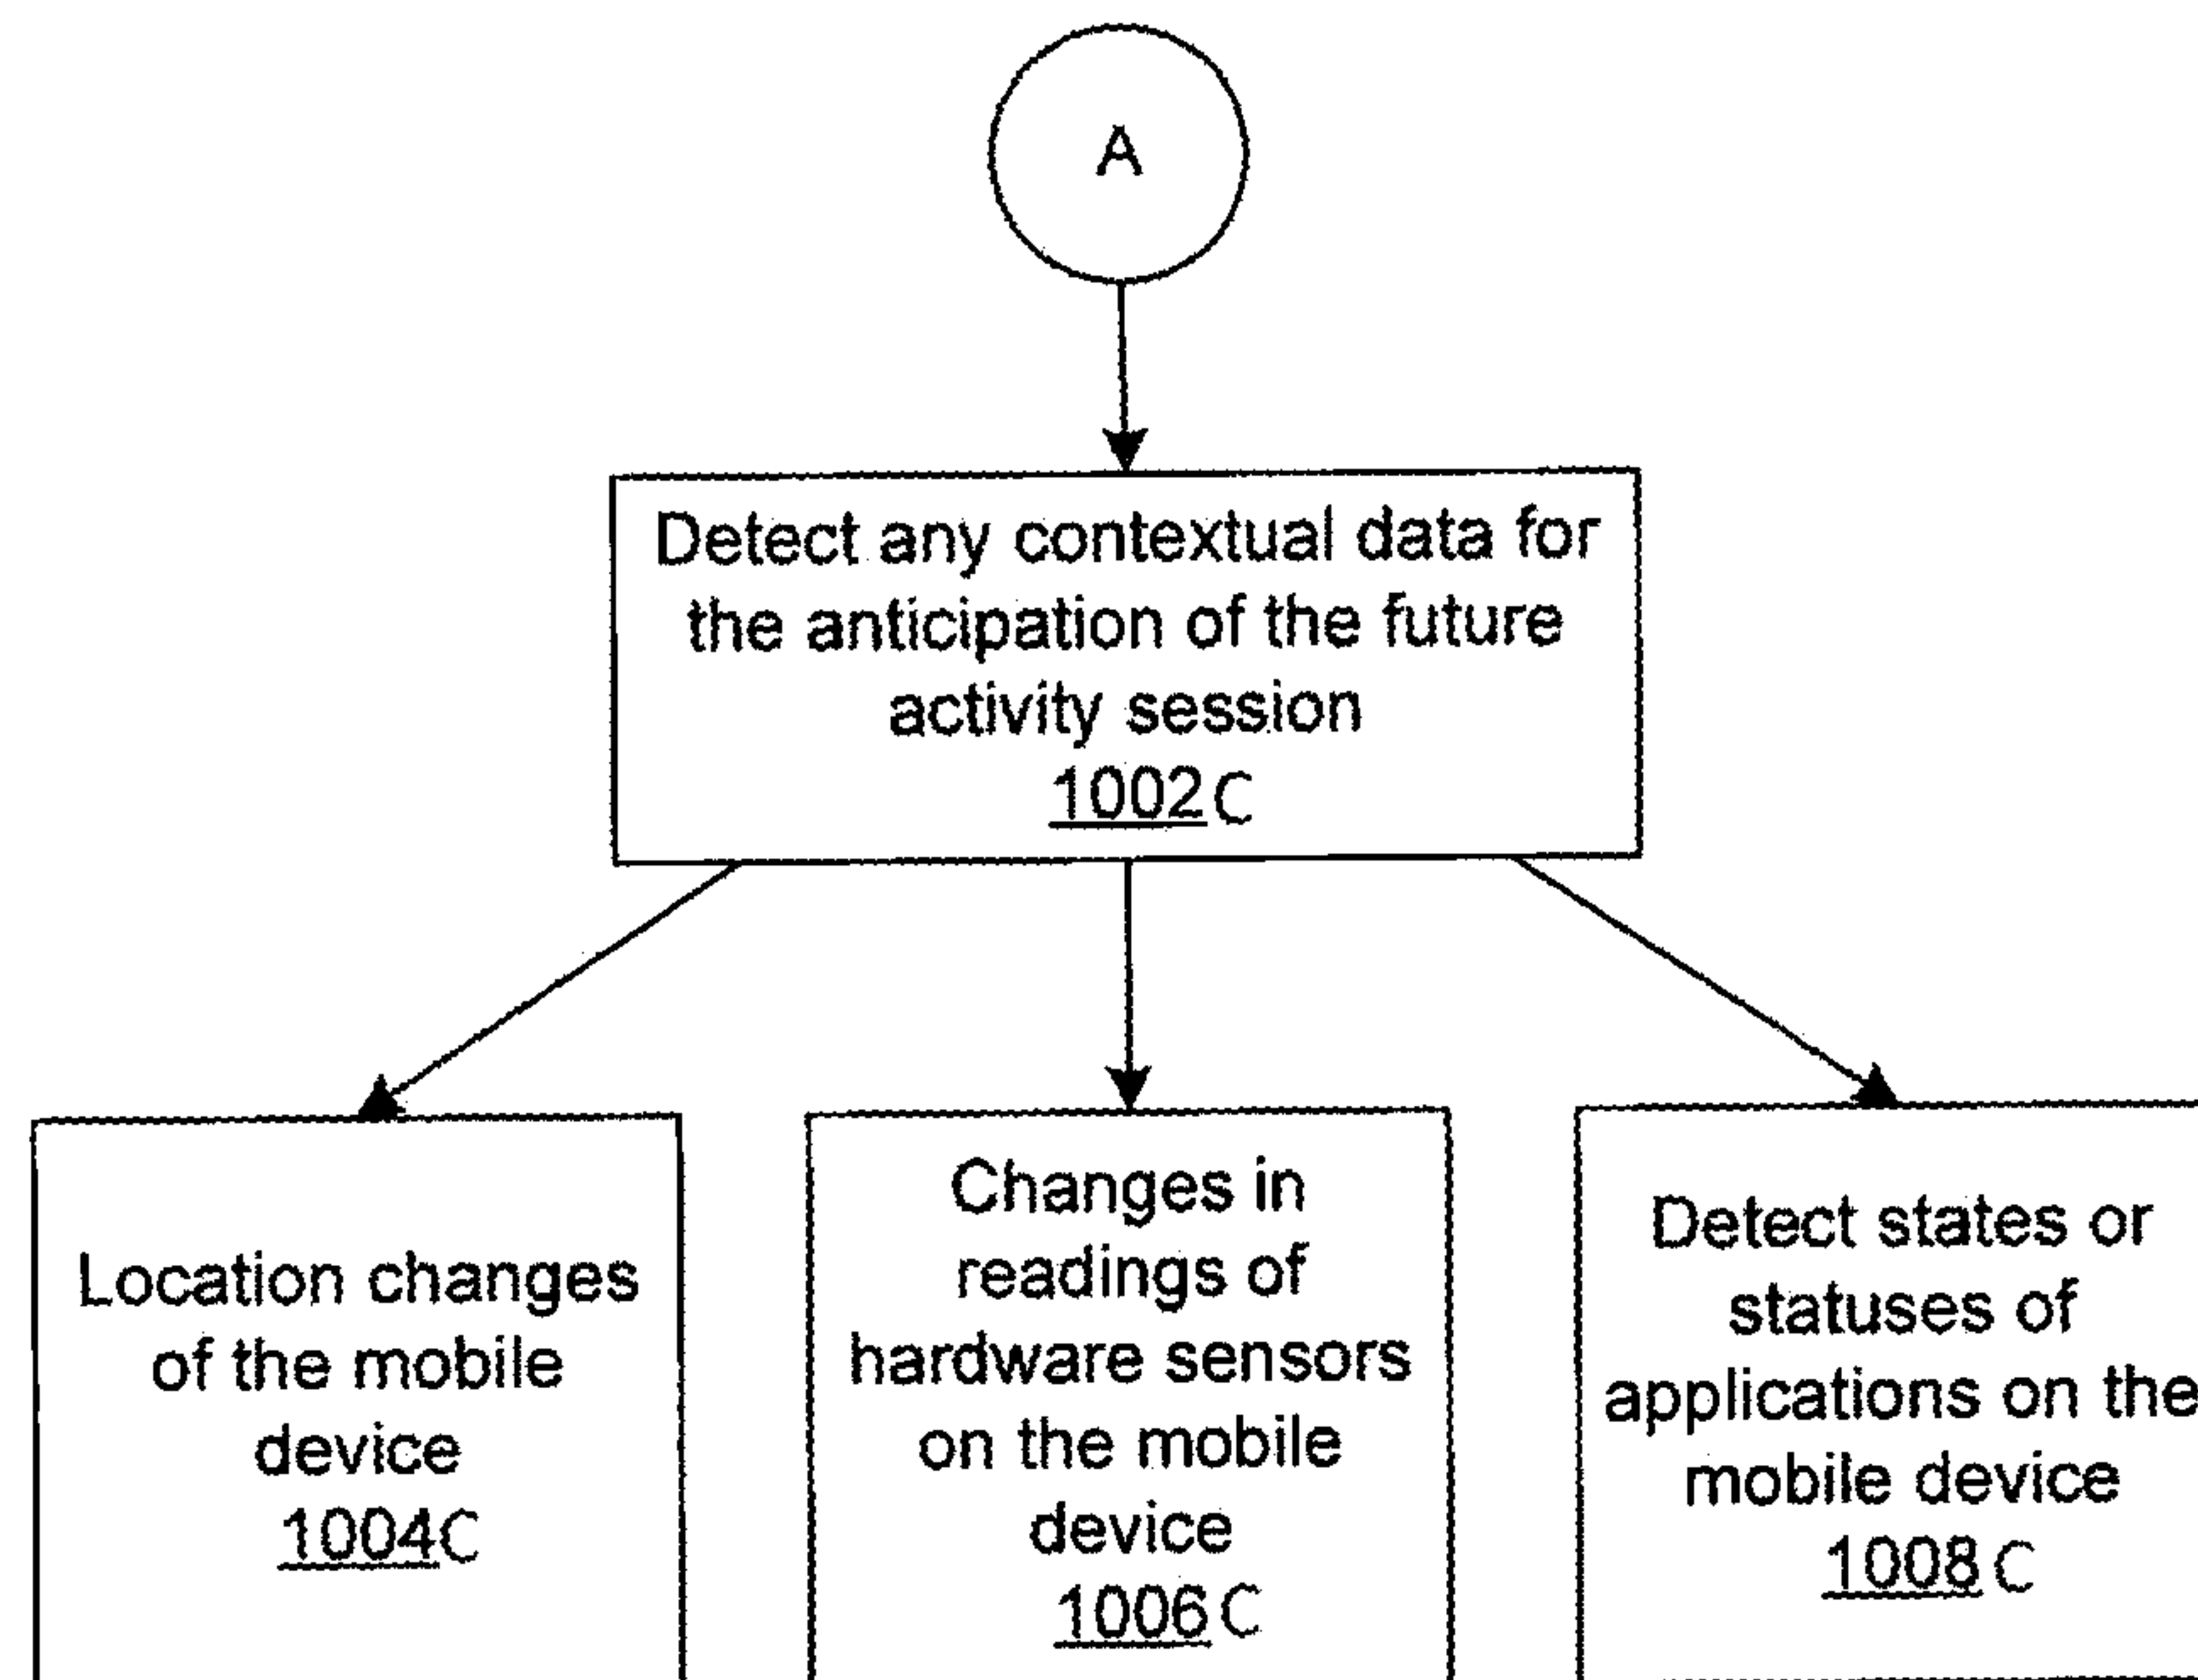 A
Detect any contextual data for
the anticipation of the future
activity session
1002C
Location changes
of the mobile
device
1004C
Changes in
readings of
hardware sensors
on the mobile
device
1006C
Detect states or
statuses of
applications on the
mobile device
1008C